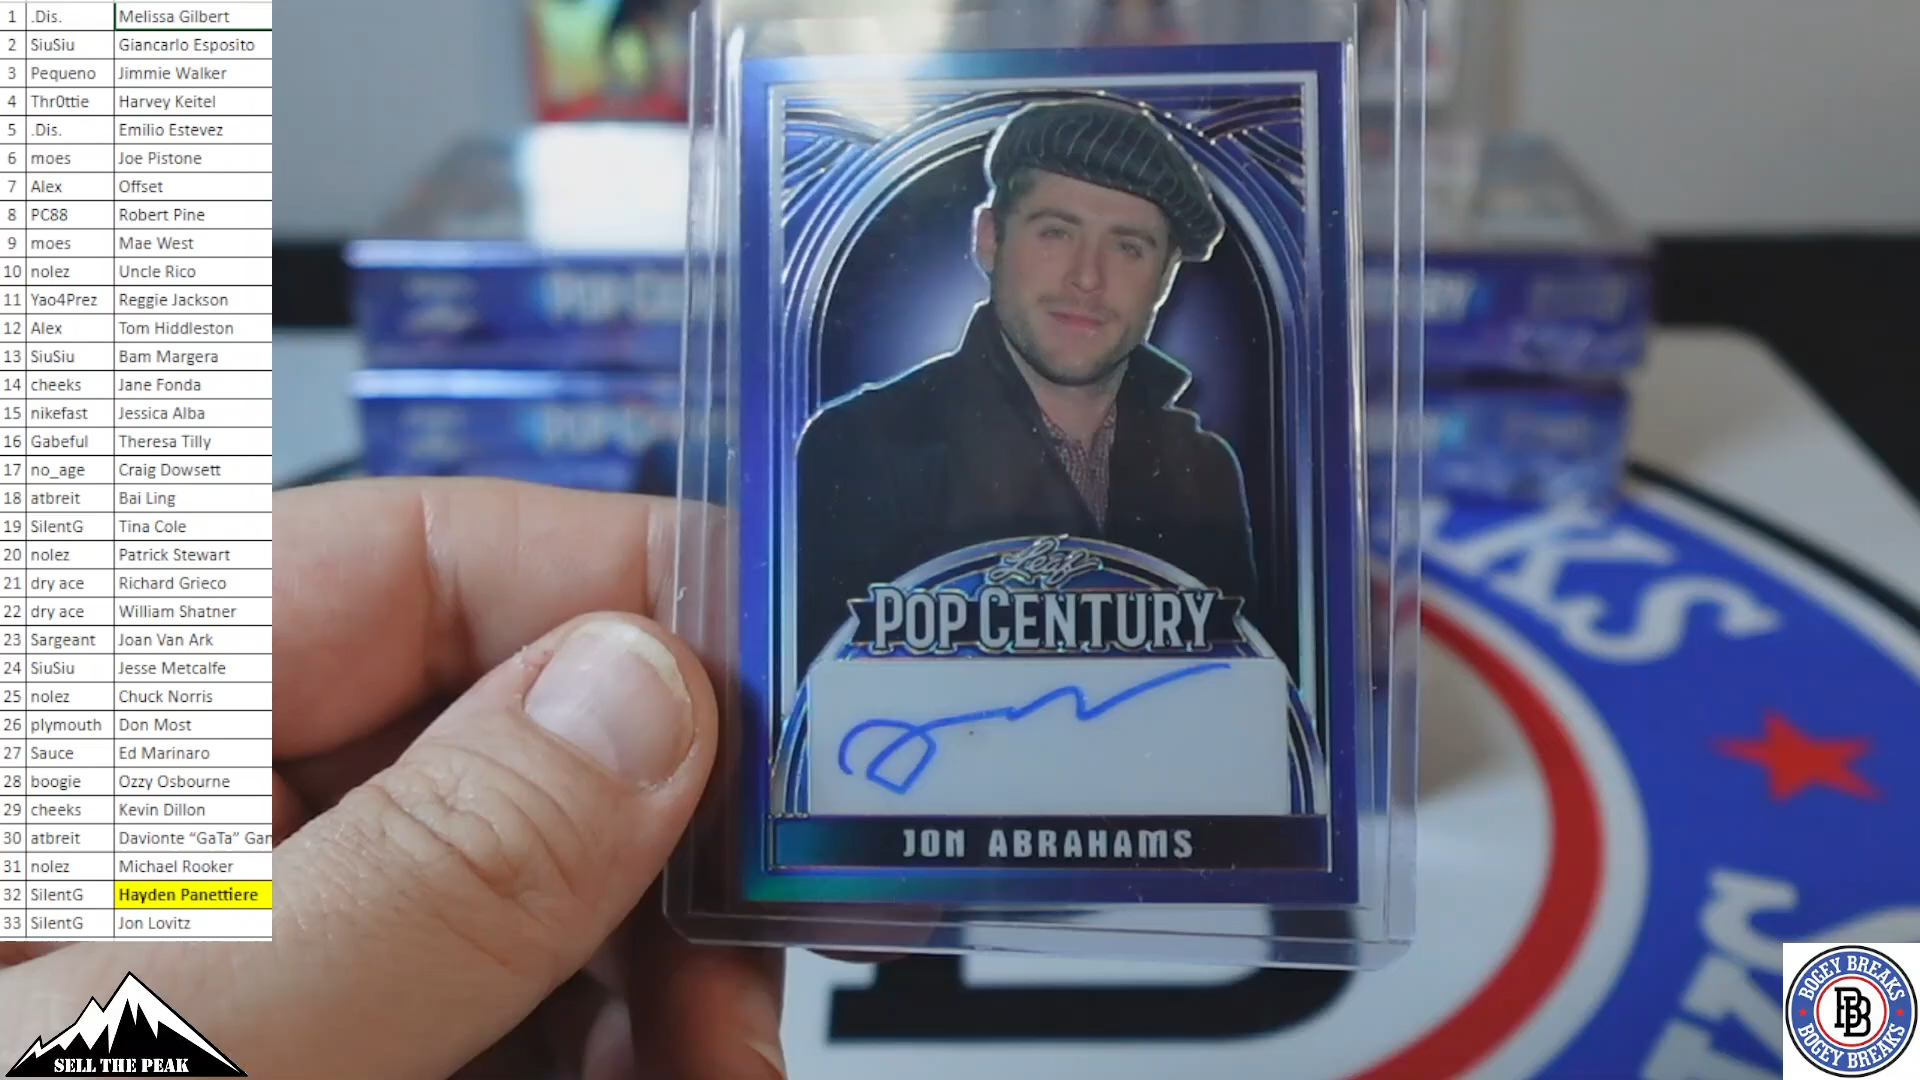 1 .Dis. Melissa Gilbert
2 SiuSiu Giancarlo Esposito
3 Pequeno Jimmie Walker
4 Thr0ttie Harvey Keitel
5 .Dis. Emilio Estevez
6 moes Joe Pistone
7 Alex Offset
8 PC88 Robert Pine
9 moes Mae West
10 nolez Uncle Rico
11 Yao4Prez Reggie Jackson
12 Alex Tom Hiddleston
13 SiuSiu Bam Margera
14 cheeks Jane Fonda
15 nikefast Jessica Alba
16 Gabeful Theresa Tilly
17 no_age Craig Dowsett
18 atbreit Bai Ling
19 SilentG Tina Cole
20 nolez Patrick Stewart
21 dry ace Richard Grieco
22 dry ace William Shatner
23 Sargeant Joan Van Ark
24 SiuSiu Jesse Metcalfe
25 nolez Chuck Norris
26 plymouth Don Most
27 Sauce Ed Marinaro
28 boogie Ozzy Osbourne
29 cheeks Kevin Dillon
30 atbreit Davionte “GaTa” Gan
31 nolez Michael Rooker
32 SilentG Hayden Panettiere
33 SilentG Jon Lovitz
SELL THE PEAK
Leaf
POP CENTURY
JON ABRAHAMS
BOGEY BREAKS
BB
BOGEY BREAKS